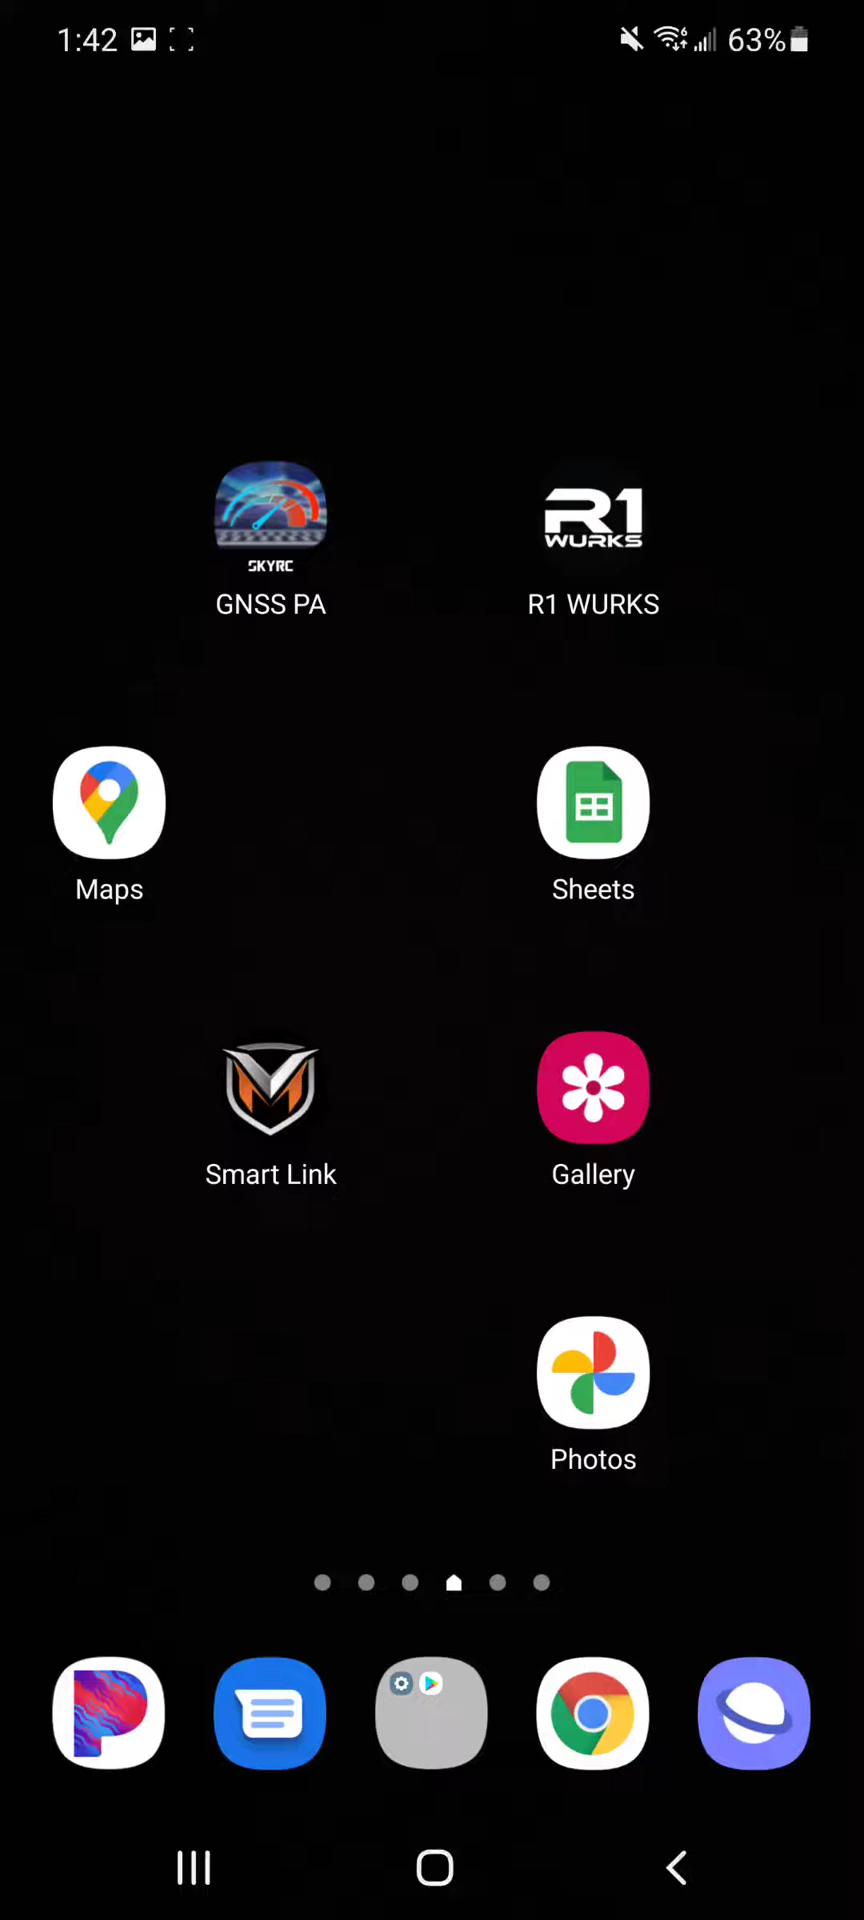 1:42
63%
SKYRC
R1
WURKS
GNSS PA
R1 WURKS
Maps
Sheets
Smart Link
Gallery
Photos